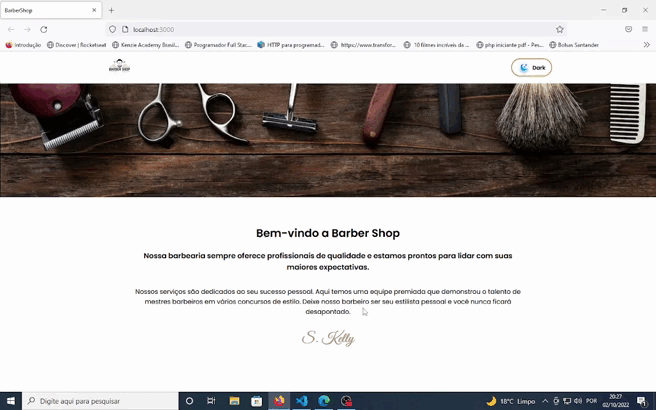 BarberShop
localhost:3000
Introdução
Discover | Rocketseat
Kenzie Academy Brasil...
Programador Full Stac...
HTTP para programad...
https://www.transfor...
10 filmes incríveis da ...
php iniciante pdf - Pes...
Bolsas Santander
BARBER SHOP
Dark
Bem-vindo a Barber Shop
Nossa barbearia sempre oferece profissionais de qualidade e estamos prontos para lidar com suas
maiores expectativas.
Nossos serviços são dedicados ao seu sucesso pessoal. Aqui temos uma equipe premiada que demonstrou o talento de
mestres barbeiros em vários concursos de estilo. Deixe nosso barbeiro ser seu estilista pessoal e você nunca ficará
desapontado.
S. Kelly
Digite aqui para pesquisar
18°C Limpo
POR
20:27
02/10/2022